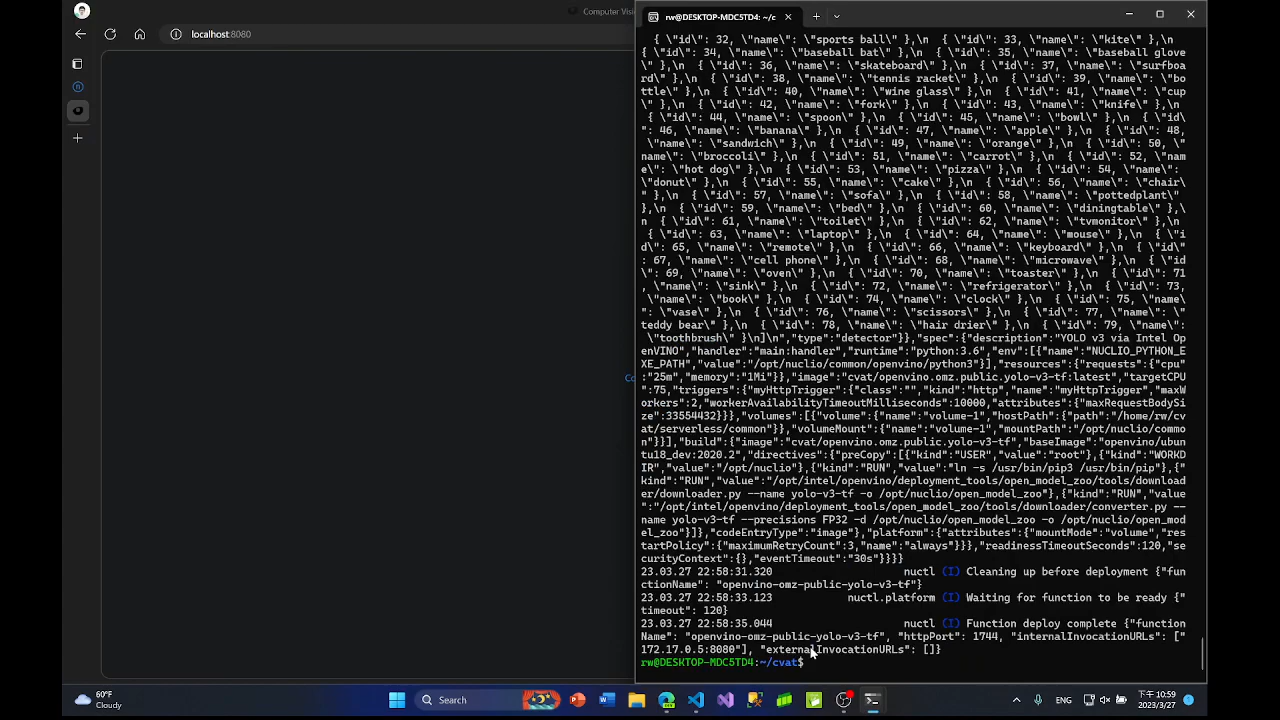 Computer Visi
localhost:8080
Co
rw@DESKTOP-MDC5TD4: ~/c
{ \"id\": 32, \"name\": \"sports ball\" },\n  { \"id\": 33, \"name\": \"kite\" },\n
{ \"id\": 34, \"name\": \"baseball bat\" },\n  { \"id\": 35, \"name\": \"baseball glove
\" },\n  { \"id\": 36, \"name\": \"skateboard\" },\n  { \"id\": 37, \"name\": \"surfboa
rd\" },\n  { \"id\": 38, \"name\": \"tennis racket\" },\n  { \"id\": 39, \"name\": \"bo
ttle\" },\n  { \"id\": 40, \"name\": \"wine glass\" },\n  { \"id\": 41, \"name\": \"cup
\" },\n  { \"id\": 42, \"name\": \"fork\" },\n  { \"id\": 43, \"name\": \"knife\" },\n
{ \"id\": 44, \"name\": \"spoon\" },\n  { \"id\": 45, \"name\": \"bowl\" },\n  { \"id\"
: 46, \"name\": \"banana\" },\n  { \"id\": 47, \"name\": \"apple\" },\n  { \"id\": 48,
\"name\": \"sandwich\" },\n  { \"id\": 49, \"name\": \"orange\" },\n  { \"id\": 50, \"
name\": \"broccoli\" },\n  { \"id\": 51, \"name\": \"carrot\" },\n  { \"id\": 52, \"nam
e\": \"hot dog\" },\n  { \"id\": 53, \"name\": \"pizza\" },\n  { \"id\": 54, \"name\":
\"donut\" },\n  { \"id\": 55, \"name\": \"cake\" },\n  { \"id\": 56, \"name\": \"chair\
" },\n  { \"id\": 57, \"name\": \"sofa\" },\n  { \"id\": 58, \"name\": \"pottedplant\"
},\n  { \"id\": 59, \"name\": \"bed\" },\n  { \"id\": 60, \"name\": \"diningtable\" },\
n  { \"id\": 61, \"name\": \"toilet\" },\n  { \"id\": 62, \"name\": \"tvmonitor\" },\n
{ \"id\": 63, \"name\": \"laptop\" },\n  { \"id\": 64, \"name\": \"mouse\" },\n  { \"i
d\": 65, \"name\": \"remote\" },\n  { \"id\": 66, \"name\": \"keyboard\" },\n  { \"id\"
: 67, \"name\": \"cell phone\" },\n  { \"id\": 68, \"name\": \"microwave\" },\n  { \"id
\": 69, \"name\": \"oven\" },\n  { \"id\": 70, \"name\": \"toaster\" },\n  { \"id\": 71
, \"name\": \"sink\" },\n  { \"id\": 72, \"name\": \"refrigerator\" },\n  { \"id\": 73,
\"name\": \"book\" },\n  { \"id\": 74, \"name\": \"clock\" },\n  { \"id\": 75, \"name\
": \"vase\" },\n  { \"id\": 76, \"name\": \"scissors\" },\n  { \"id\": 77, \"name\": \"
teddy bear\" },\n  { \"id\": 78, \"name\": \"hair drier\" },\n  { \"id\": 79, \"name\":
\"toothbrush\" }\n]\n","type":"detector"}},"spec":{"description":"YOLO v3 via Intel Op
enVINO","handler":"main:handler","runtime":"python:3.6","env":[{"name":"NUCLIO_PYTHON_E
XE_PATH","value":"/opt/nuclio/common/openvino/python3"}],"resources":{"requests":{"cpu"
:"25m","memory":"1Mi"}},"image":"cvat/openvino.omz.public.yolo-v3-tf:latest","targetCPU
":75,"triggers":{"myHttpTrigger":{"class":"","kind":"http","name":"myHttpTrigger","maxW
orkers":2,"workerAvailabilityTimeoutMilliseconds":10000,"attributes":{"maxRequestBodySi
ze":33554432}}},"volumes":[{"volume":{"name":"volume-1","hostPath":{"path":"/home/rw/cv
at/serverless/common"}},"volumeMount":{"name":"volume-1","mountPath":"/opt/nuclio/commo
n"}}],"build":{"image":"cvat/openvino.omz.public.yolo-v3-tf","baseImage":"openvino/ubun
tu18_dev:2020.2","directives":{"preCopy":[{"kind":"USER","value":"root"},{"kind":"WORKD
IR","value":"/opt/nuclio"},{"kind":"RUN","value":"ln -s /usr/bin/pip3 /usr/bin/pip"},{"
kind":"RUN","value":"/opt/intel/openvino/deployment_tools/open_model_zoo/tools/download
er/downloader.py --name yolo-v3-tf -o /opt/nuclio/open_model_zoo"},{"kind":"RUN","value
":"/opt/intel/openvino/deployment_tools/open_model_zoo/tools/downloader/converter.py --
name yolo-v3-tf --precisions FP32 -d /opt/nuclio/open_model_zoo -o /opt/nuclio/open_mod
el_zoo"}]},"codeEntryType":"image"},"platform":{"attributes":{"mountMode":"volume","res
tartPolicy":{"maximumRetryCount":3,"name":"always"}}},"readinessTimeoutSeconds":120,"se
curityContext":{},"eventTimeout":"30s"}}}}
23.03.27 22:58:31.320 nuctl (I) Cleaning up before deployment {"fun
ctionName": "openvino-omz-public-yolo-v3-tf"}
23.03.27 22:58:33.123 nuctl.platform (I) Waiting for function to be ready {"
timeout": 120}
23.03.27 22:58:35.044 nuctl (I) Function deploy complete {"function
Name": "openvino-omz-public-yolo-v3-tf", "httpPort": 1744, "internalInvocationURLs": ["
172.17.0.5:8080"], "externalInvocationURLs": []}
rw@DESKTOP-MDC5TD4:~/cvat$
60°F
Cloudy
Search
ENG
下午 10:59
2023/3/27